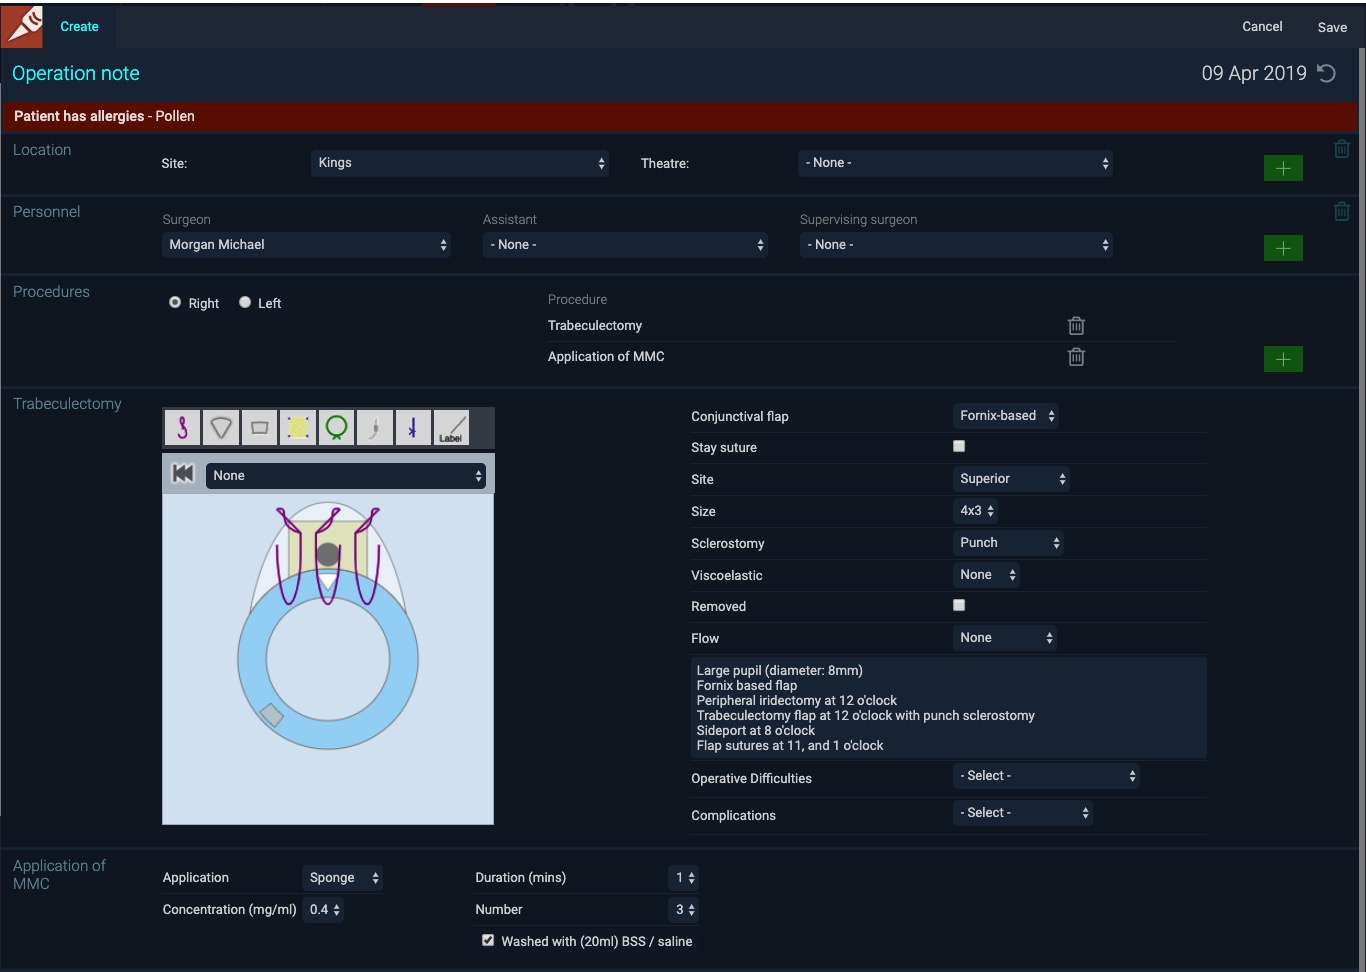 Create
Cancel
Save
Operation note
09 Apr 2019
Patient has allergies - Pollen
Location
Site:
Kings
Theatre:
- None -
Personnel
Surgeon
Assistant
Supervising surgeon
Morgan Michael
- None -
- None -
Procedures
Right
Left
Procedure
Trabeculectomy
Application of MMC
Trabeculectomy
Label
None
Conjunctival flap
Fornix-based
Stay suture
Site
Superior
Size
4x3
Sclerostomy
Punch
Viscoelastic
None
Removed
Flow
None
Large pupil (diameter: 8mm)
Fornix based flap
Peripheral iridectomy at 12 o'clock
Trabeculectomy flap at 12 o'clock with punch sclerostomy
Sideport at 8 o'clock
Flap sutures at 11, and 1 o'clock
Operative Difficulties
- Select -
Complications
- Select -
Application of
MMC
Application
Sponge
Duration (mins)
1
Concentration (mg/ml)
0.4
Number
3
Washed with (20ml) BSS / saline